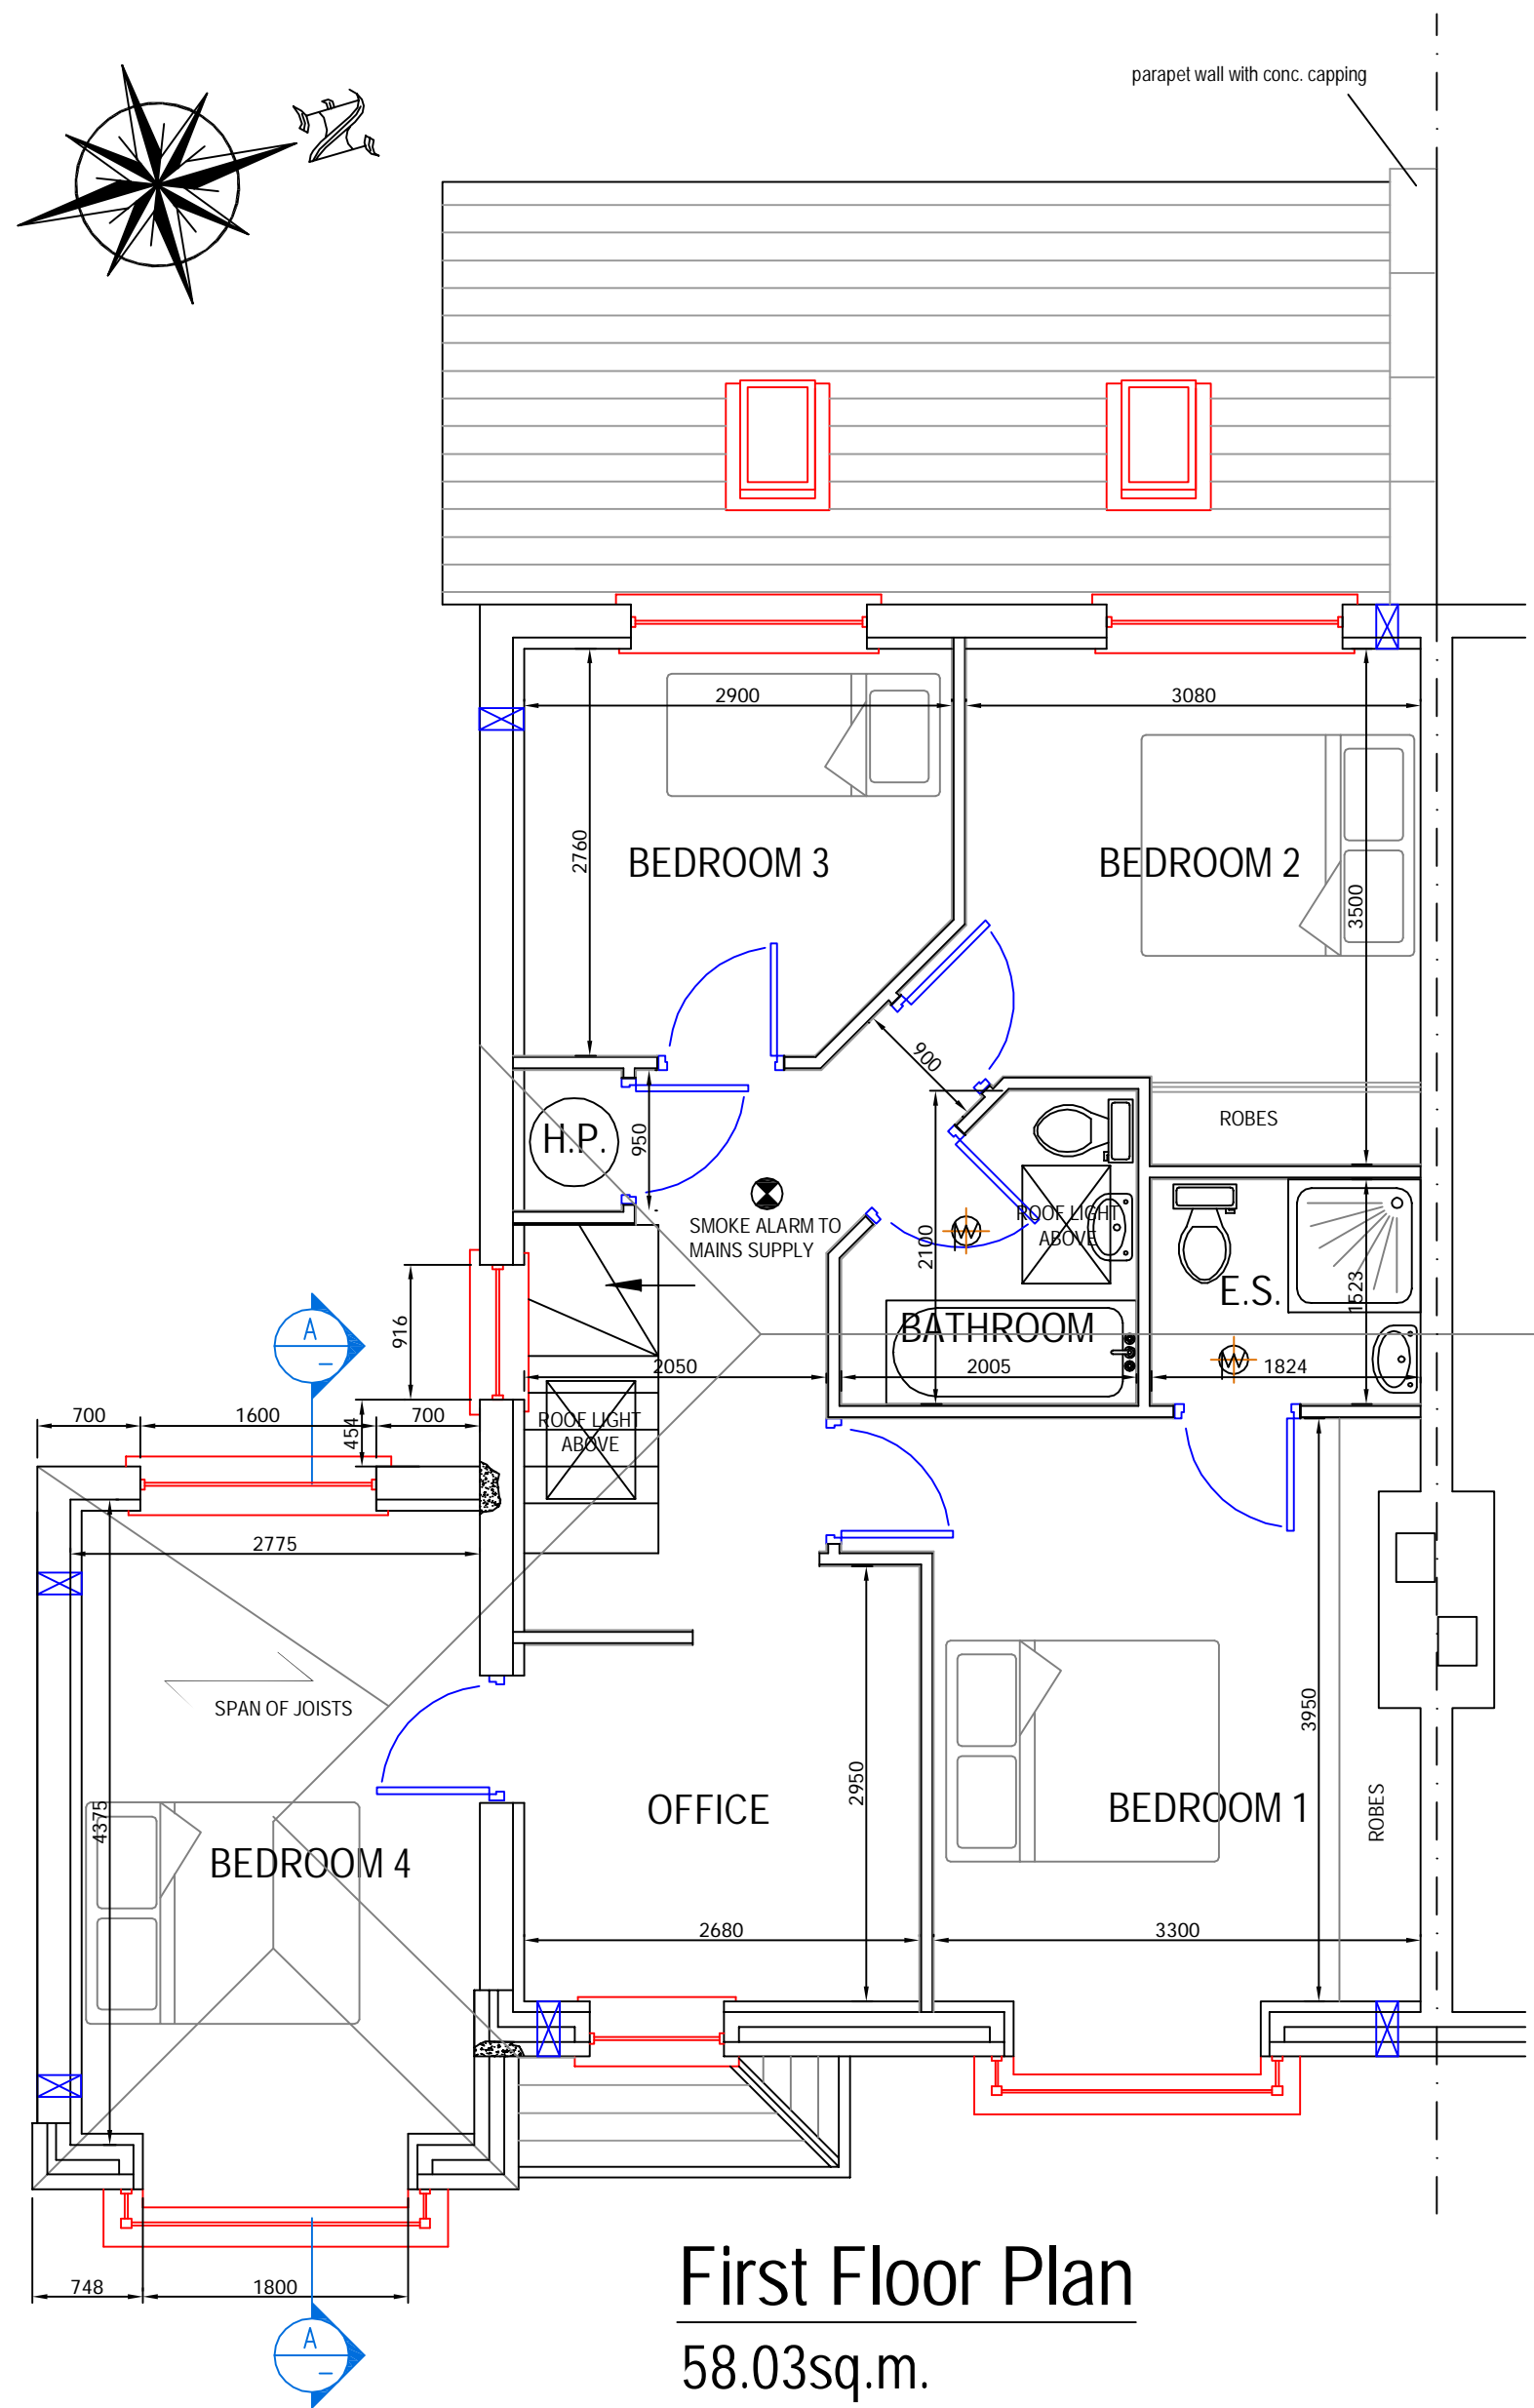 parapet wall with conc. capping
N
2900
3080
2760
BEDROOM 3
BEDROOM 2
3500
900
H.P.
950
ROBES
SMOKE ALARM TO
MAINS SUPPLY
2100
ROOF LIGHT
ABOVE
E.S.
1523
A
916
BATHROOM
2050
2005
1824
700
1600
700
454
ROOF LIGHT
ABOVE
2775
SPAN OF JOISTS
3950
2950
OFFICE
BEDROOM 1
ROBES
4375
BEDROOM 4
2680
3300
748
1800
First Floor Plan
A
58.03sq.m.